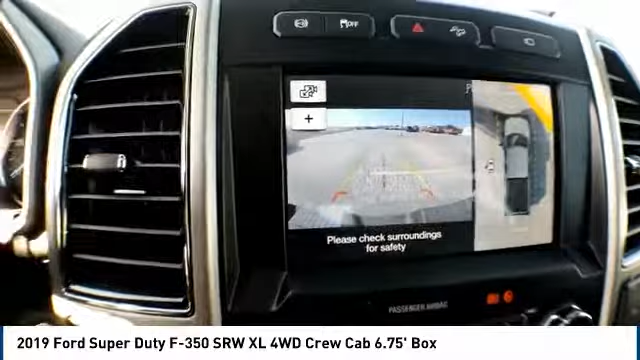 OFF
P
+
Please check surroundings
for safety
PASSENGER AIRBAG
2019 Ford Super Duty F-350 SRW XL 4WD Crew Cab 6.75' Box